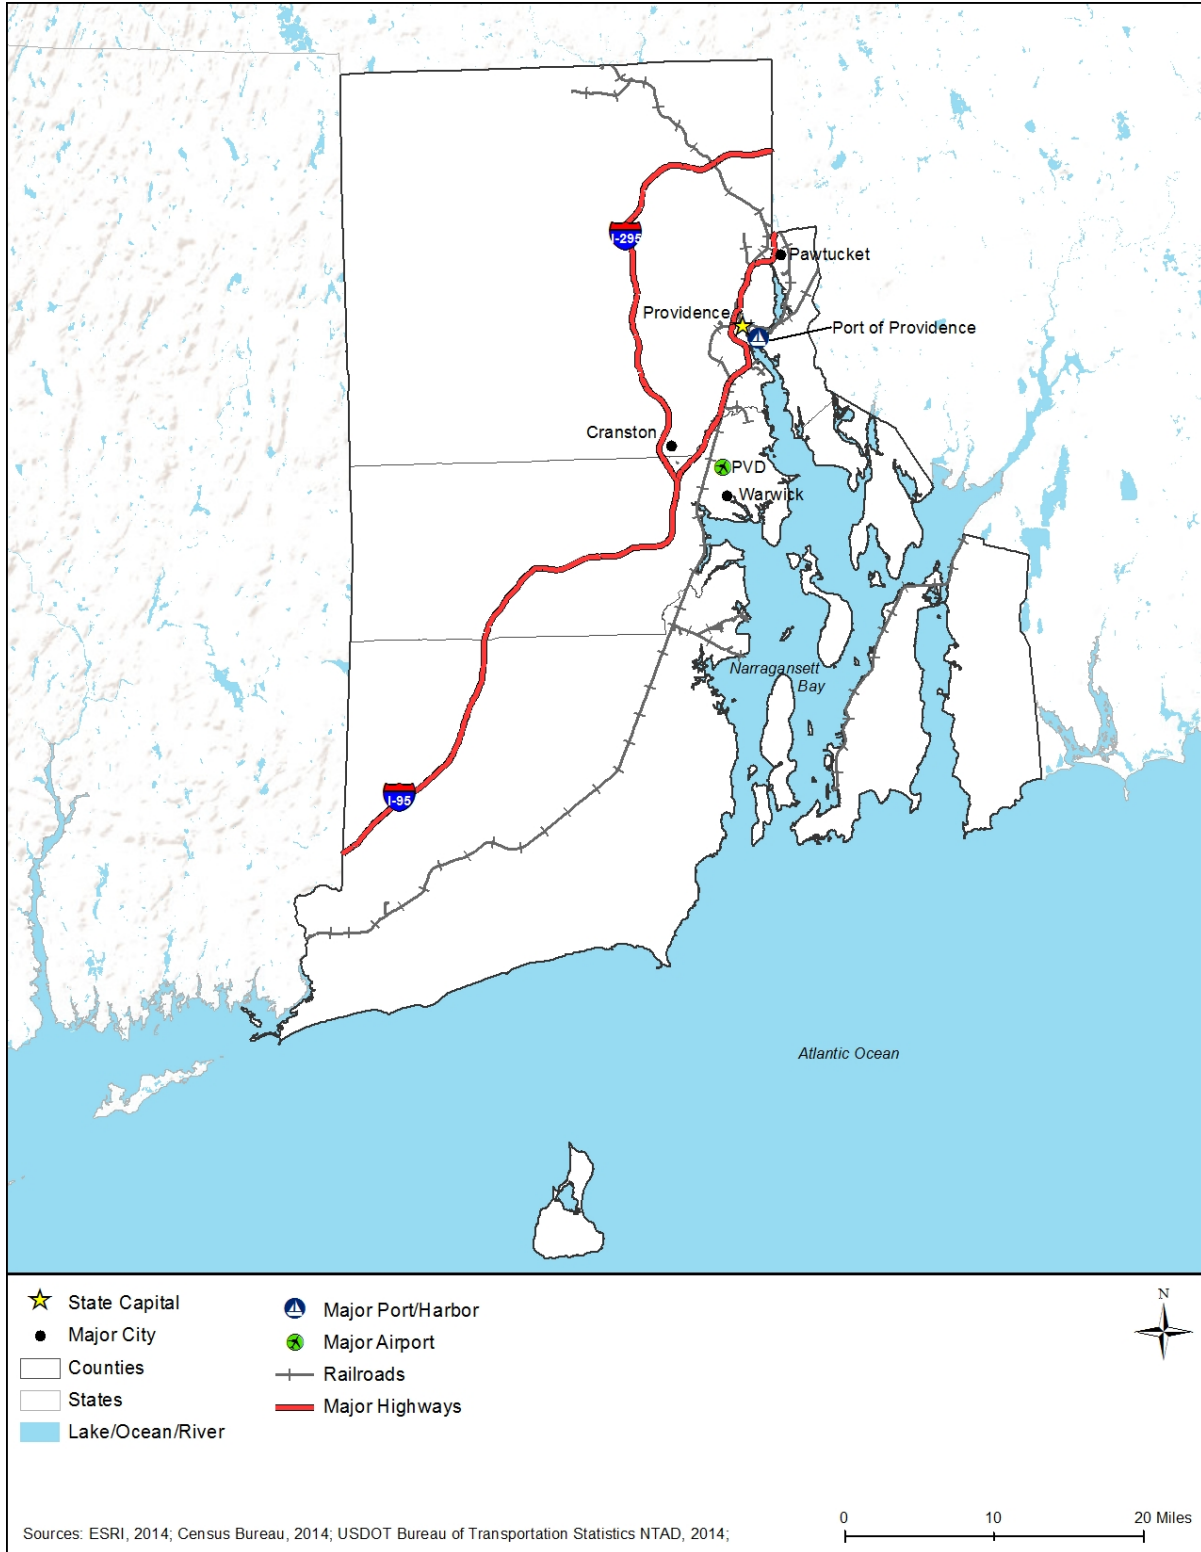 I-295
Pawtucket
Providence
Port of Providence
Cranston
PVD
Warwick
Narragansett
Bay
I-95
Atlantic Ocean
State Capital
Major City
Counties
States
Lake/Ocean/River
Major Port/Harbor
Major Airport
Railroads
Major Highways
N
0 10 20 Miles
Sources: ESRI, 2014; Census Bureau, 2014; USDOT Bureau of Transportation Statistics NTAD, 2014;